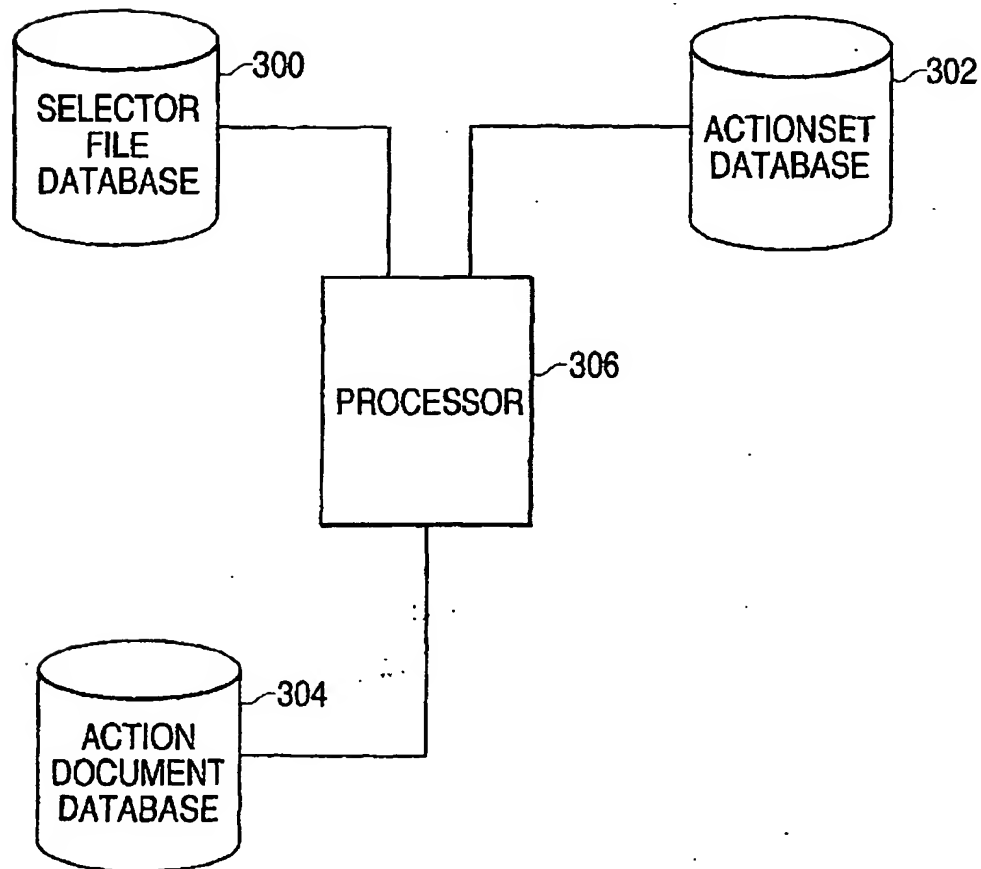 300
SELECTOR
FILE
DATABASE
302
ACTIONSET
DATABASE
306
PROCESSOR
304
ACTION
DOCUMENT
DATABASE